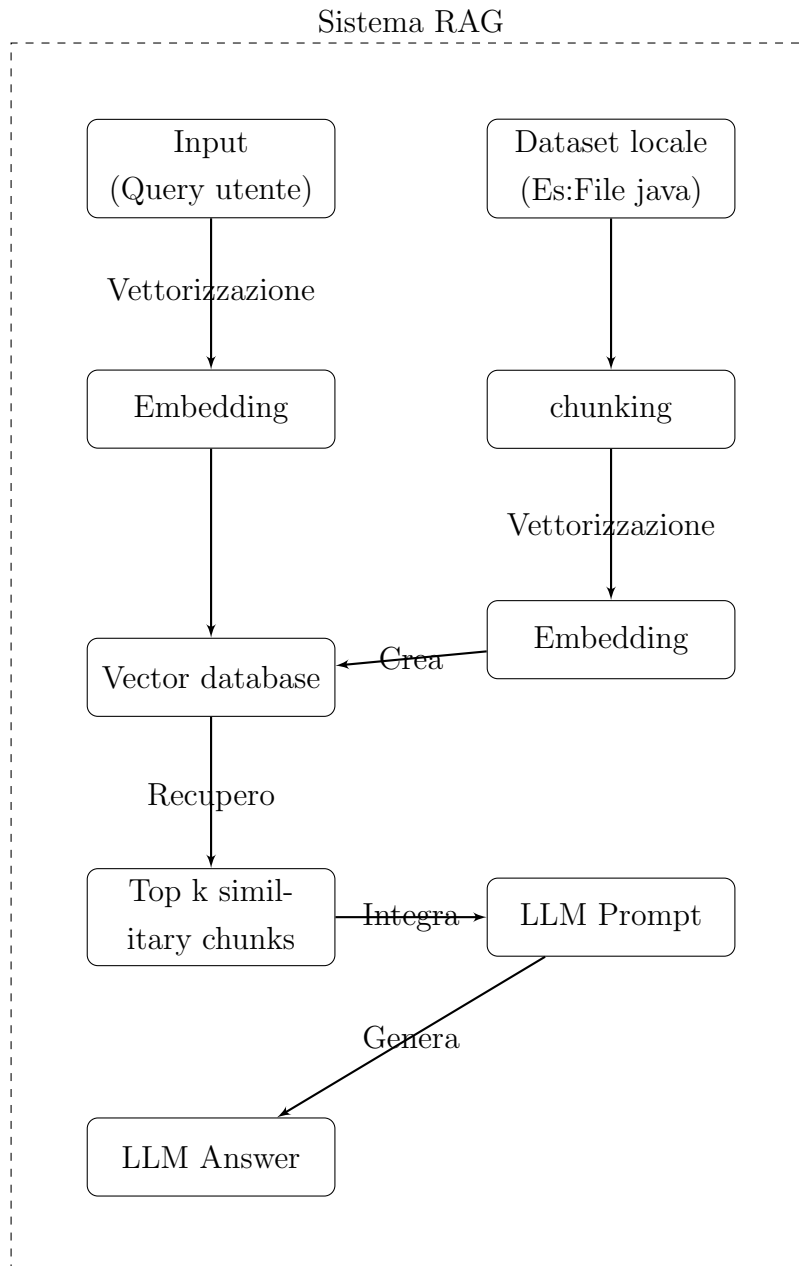 Sistema RAG
Input
(Query utente)
Dataset locale
(Es:File java)
Vettorizzazione
Embedding
chunking
Vettorizzazione
Embedding
Crea
Vector database
Recupero
Top k simil-
itary chunks
Integra
LLM Prompt
Genera
LLM Answer